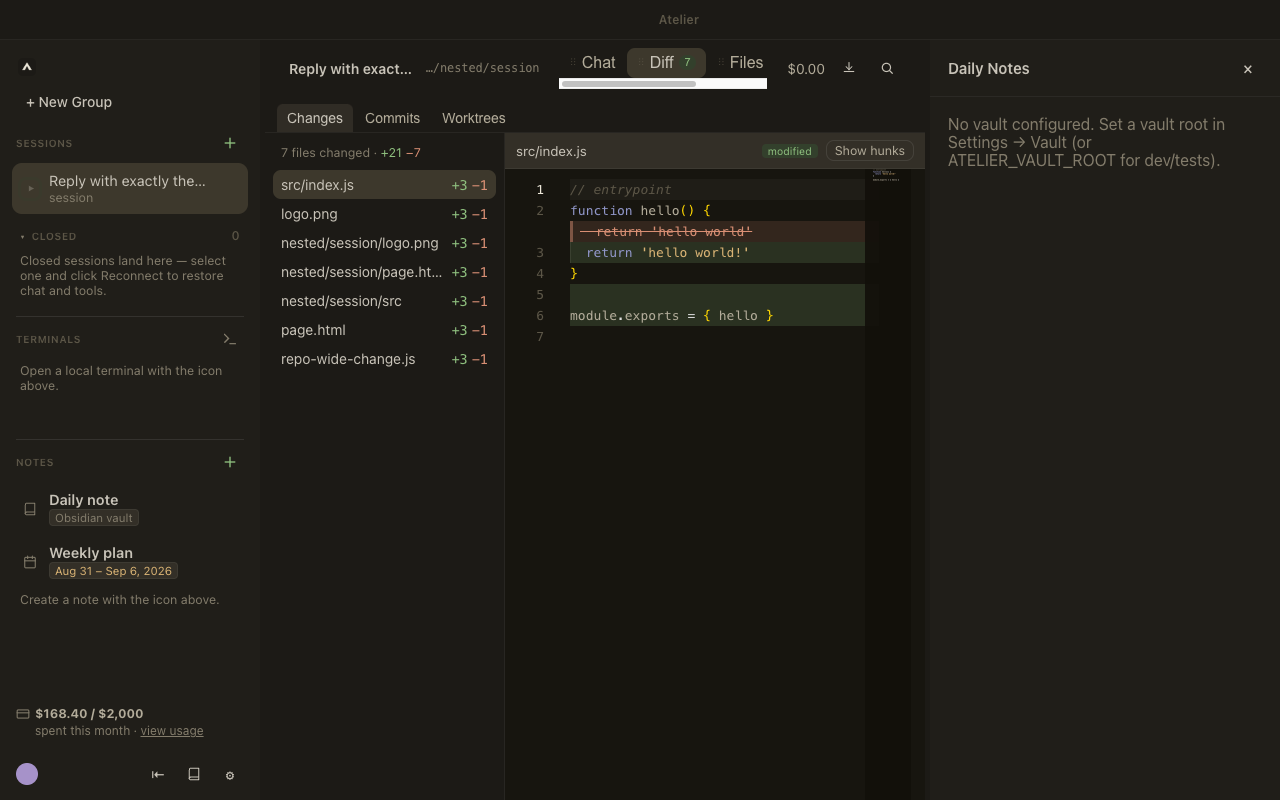 Atelier
+ New Group
SESSIONS
Reply with exactly the...
session
CLOSED 0
Closed sessions land here — select
one and click Reconnect to restore
chat and tools.
TERMINALS
Open a local terminal with the icon
above.
NOTES
Daily note
Obsidian vault
Weekly plan
Aug 31 – Sep 6, 2026
Create a note with the icon above.
$168.40 / $2,000
spent this month · view usage
Reply with exact... …/nested/session
Chat Diff 7 Files
$0.00
Changes Commits Worktrees
7 files changed · +21 −7
src/index.js +3 −1
logo.png +3 −1
nested/session/logo.png +3 −1
nested/session/page.ht... +3 −1
nested/session/src +3 −1
page.html +3 −1
repo-wide-change.js +3 −1
src/index.js modified Show hunks
1 // entrypoint
2 function hello() {
return 'hello world'
3 return 'hello world!'
4 }
5
6 module.exports = { hello }
7
Daily Notes ×
No vault configured. Set a vault root in
Settings → Vault (or
ATELIER_VAULT_ROOT for dev/tests).